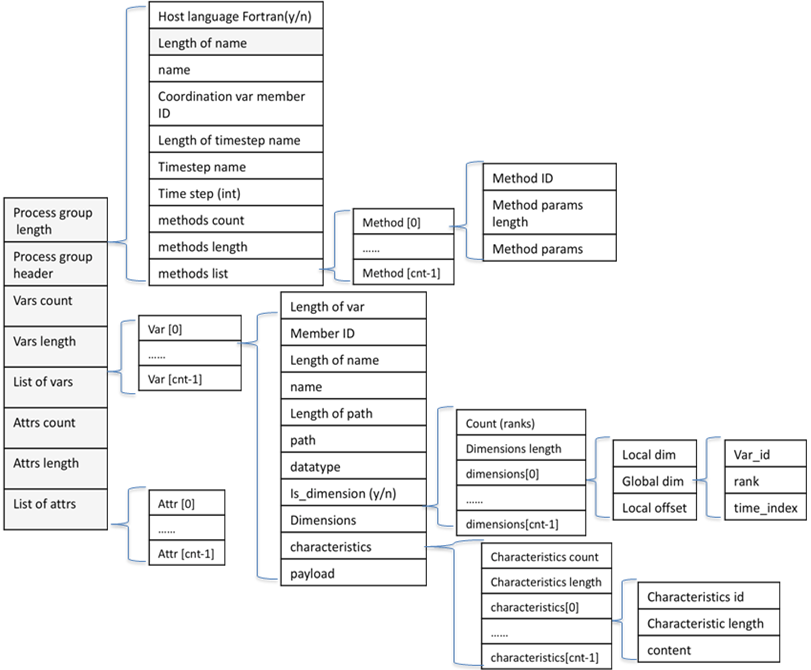 Process group
length
Process group
header
Vars count
Vars length
List of vars
Attrs count
Attrs length
List of attrs
Host language Fortran(y/n)
Length of name
name
Coordination var member
ID
Length of timestep name
Timestep name
Time step (int)
methods count
methods length
methods list
Method [0]
......
Method [cnt-1]
Method ID
Method params
length
Method params
Var [0]
......
Var [cnt-1]
Length of var
Member ID
Length of name
name
Length of path
path
datatype
Is_dimension (y/n)
Dimensions
characteristics
payload
Count (ranks)
Dimensions length
dimensions[0]
......
dimensions[cnt-1]
Local dim
Global dim
Local offset
Var_id
rank
time_index
Characteristics count
Characteristics length
characteristics[0]
......
characteristics[cnt-1]
Characteristics id
Characteristic length
content
Attr [0]
......
Attr [cnt-1]